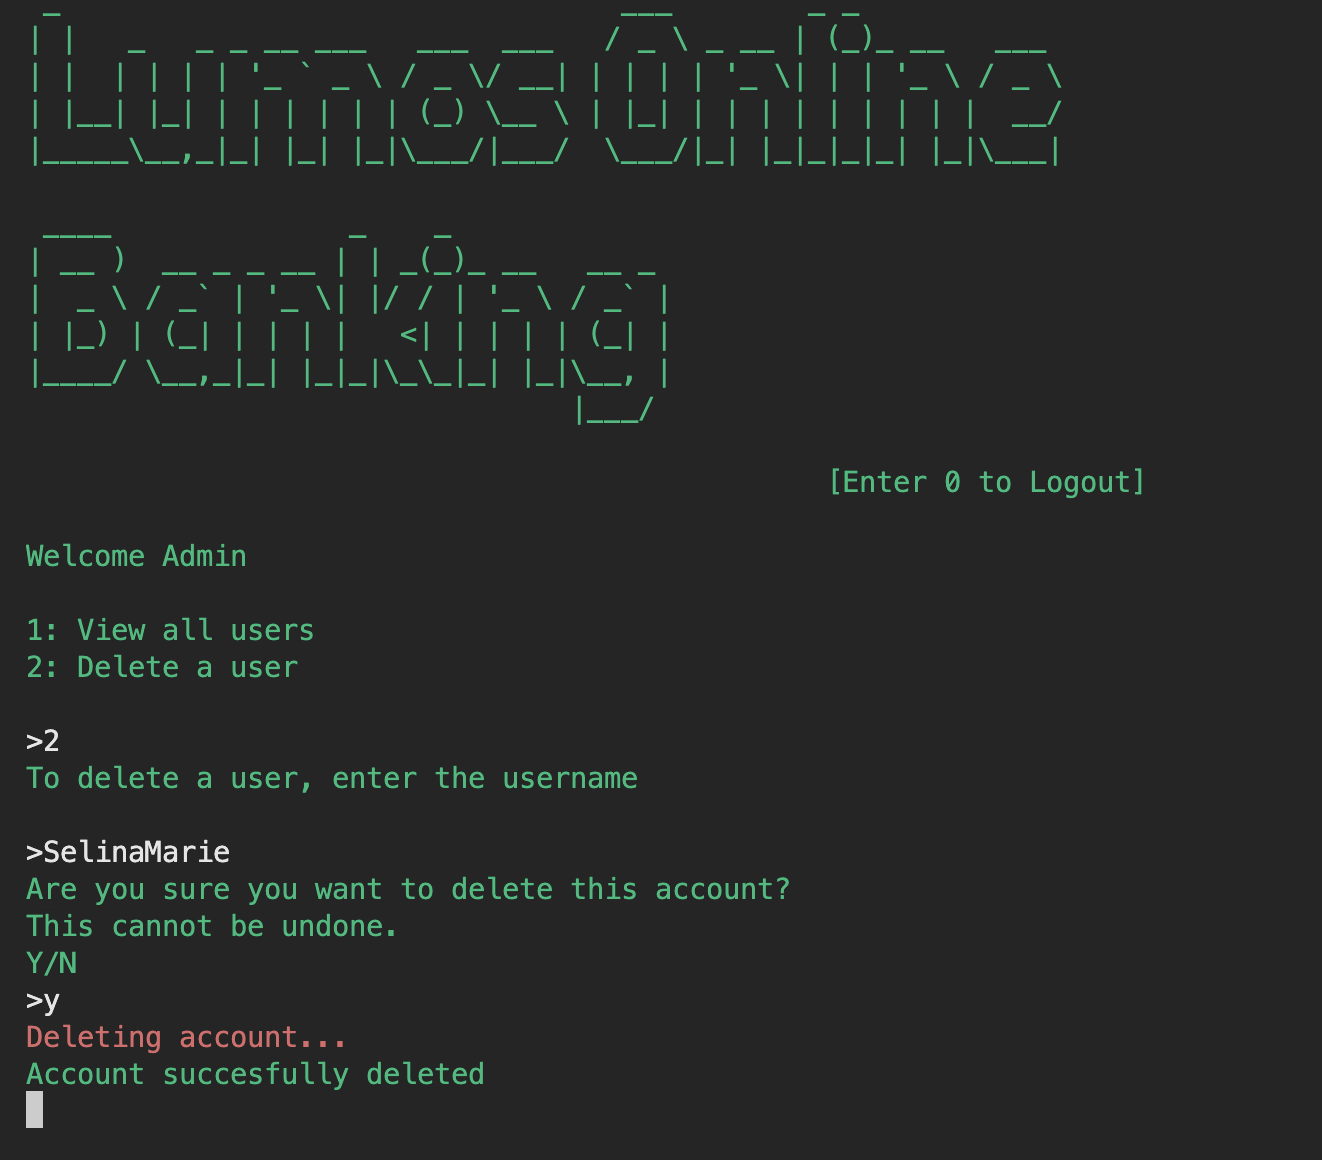 Lumos Online
Banking
[Enter 0 to Logout]
Welcome Admin
1: View all users
2: Delete a user
>2
To delete a user, enter the username
>SelinaMarie
Are you sure you want to delete this account?
This cannot be undone.
Y/N
>y
Deleting account...
Account succesfully deleted